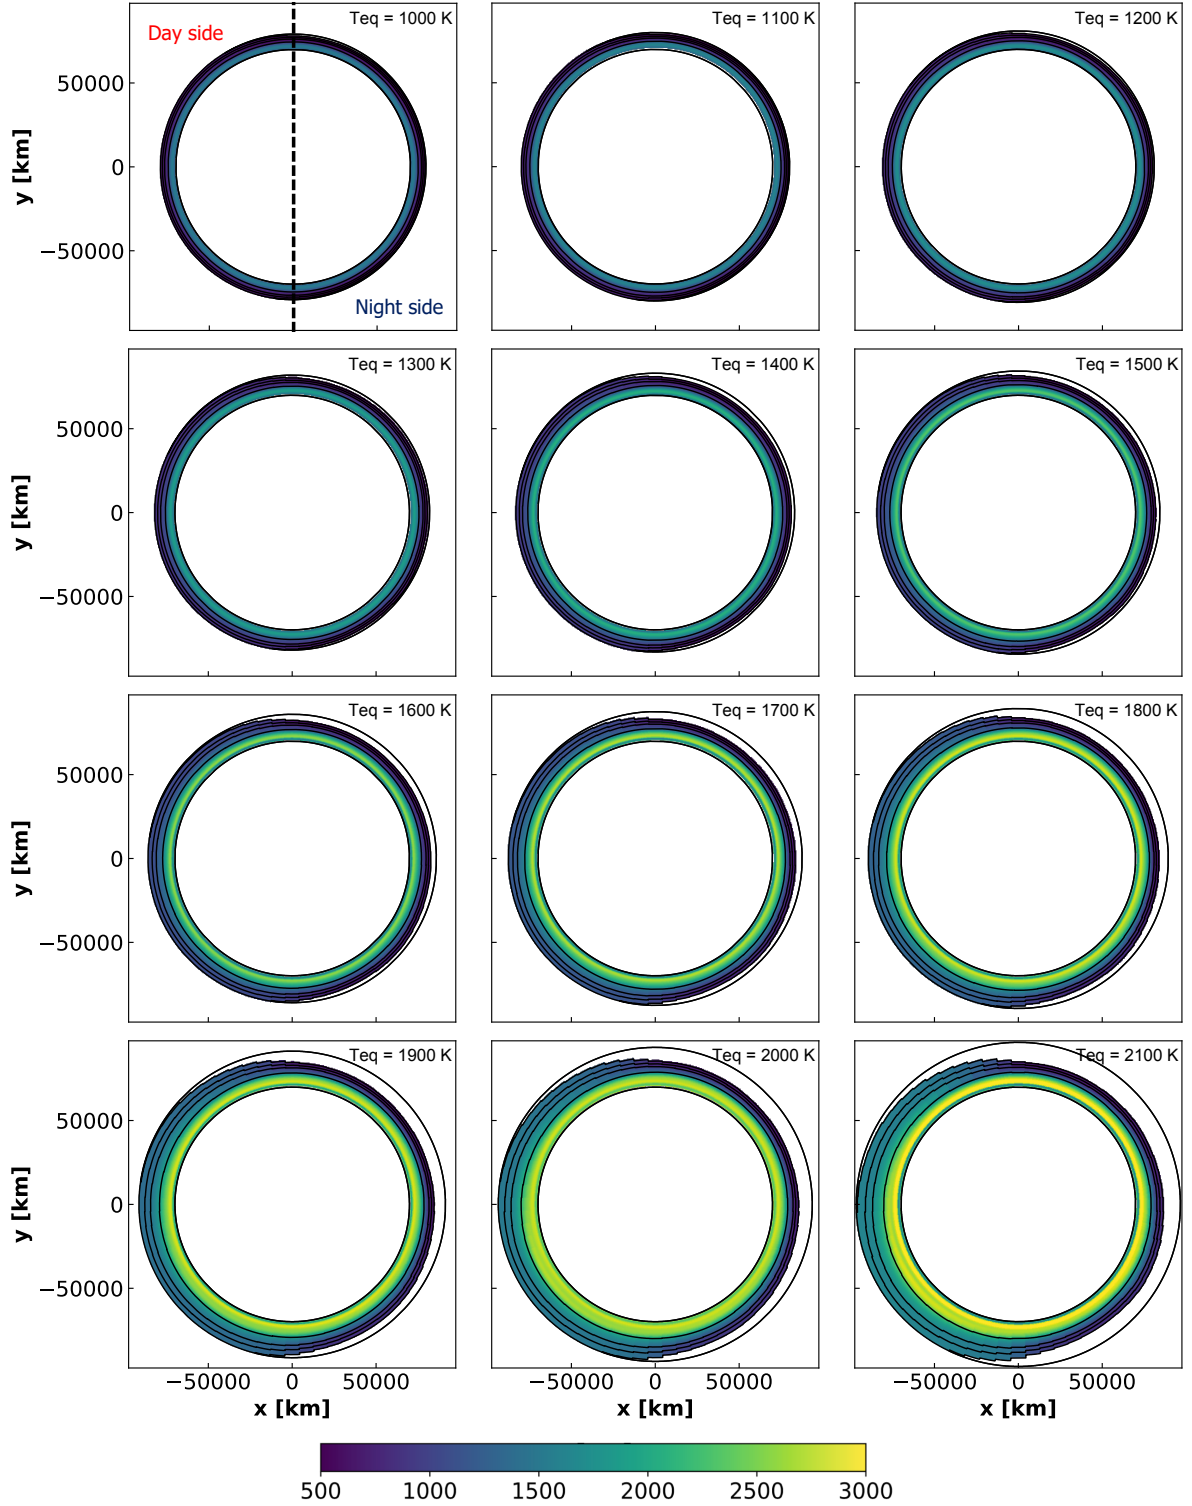 Teq = 1000 K
Teq = 1100 K
Teq = 1200 K
Day side
50000
0
−50000
y [km]
Night side
Teq = 1300 K
Teq = 1400 K
Teq = 1500 K
50000
0
−50000
y [km]
Teq = 1600 K
Teq = 1700 K
Teq = 1800 K
50000
0
−50000
y [km]
Teq = 1900 K
Teq = 2000 K
Teq = 2100 K
50000
0
−50000
y [km]
−50000 0 50000
−50000 0 50000
−50000 0 50000
x [km]
x [km]
x [km]
500 1000 1500 2000 2500 3000